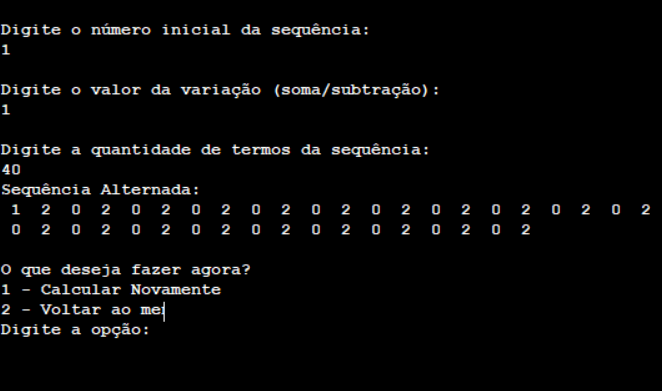 Digite o número inicial da sequência:
1
Digite o valor da variação (soma/subtração):
1
Digite a quantidade de termos da sequência:
40
Sequência Alternada:
1 2 0 2 0 2 0 2 0 2 0 2 0 2 0 2 0 2 0 2 0 2
0 2 0 2 0 2 0 2 0 2 0 2 0 2 0 2
O que deseja fazer agora?
1 - Calcular Novamente
2 - Voltar ao me
Digite a opção: